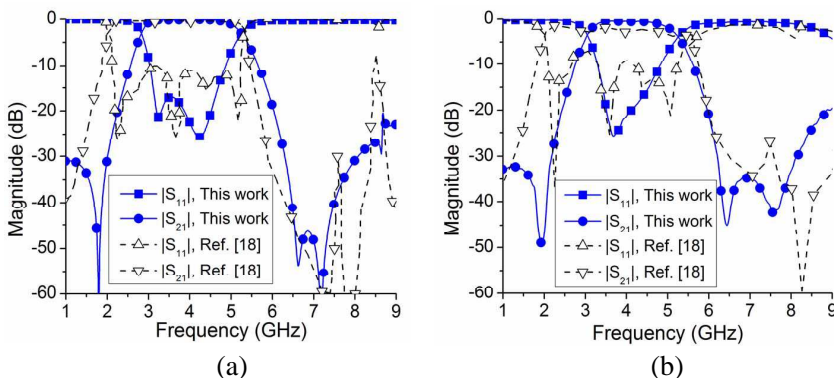 0
-10
-20
-30
-40
-50
-60
Magnitude (dB)
|S11|, This work
|S21|, This work
|S11|, Ref. [18]
|S21|, Ref. [18]
1 2 3 4 5 6 7 8 9
Frequency (GHz)
(a)
0
-10
-20
-30
-40
-50
-60
Magnitude (dB)
|S11|, This work
|S21|, This work
|S11|, Ref. [18]
|S21|, Ref. [18]
1 2 3 4 5 6 7 8 9
Frequency (GHz)
(b)